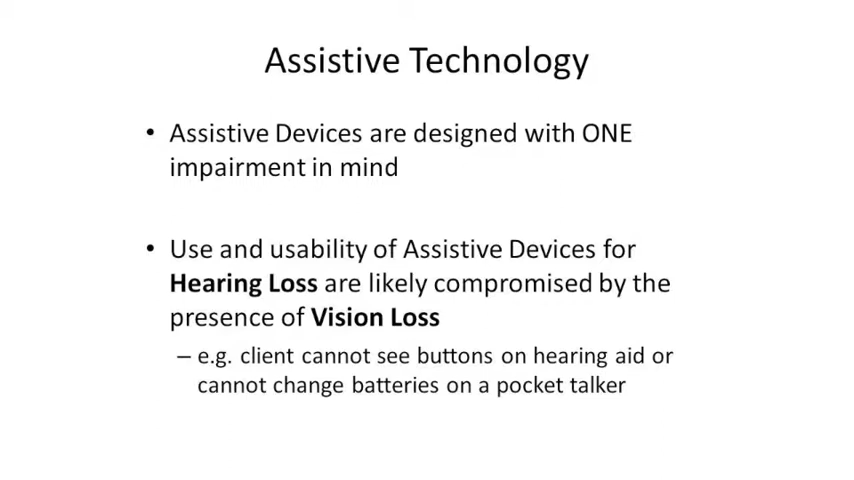 Assistive Technology
• Assistive Devices are designed with ONE
impairment in mind
• Use and usability of Assistive Devices for
Hearing Loss are likely compromised by the
presence of Vision Loss
– e.g. client cannot see buttons on hearing aid or
cannot change batteries on a pocket talker